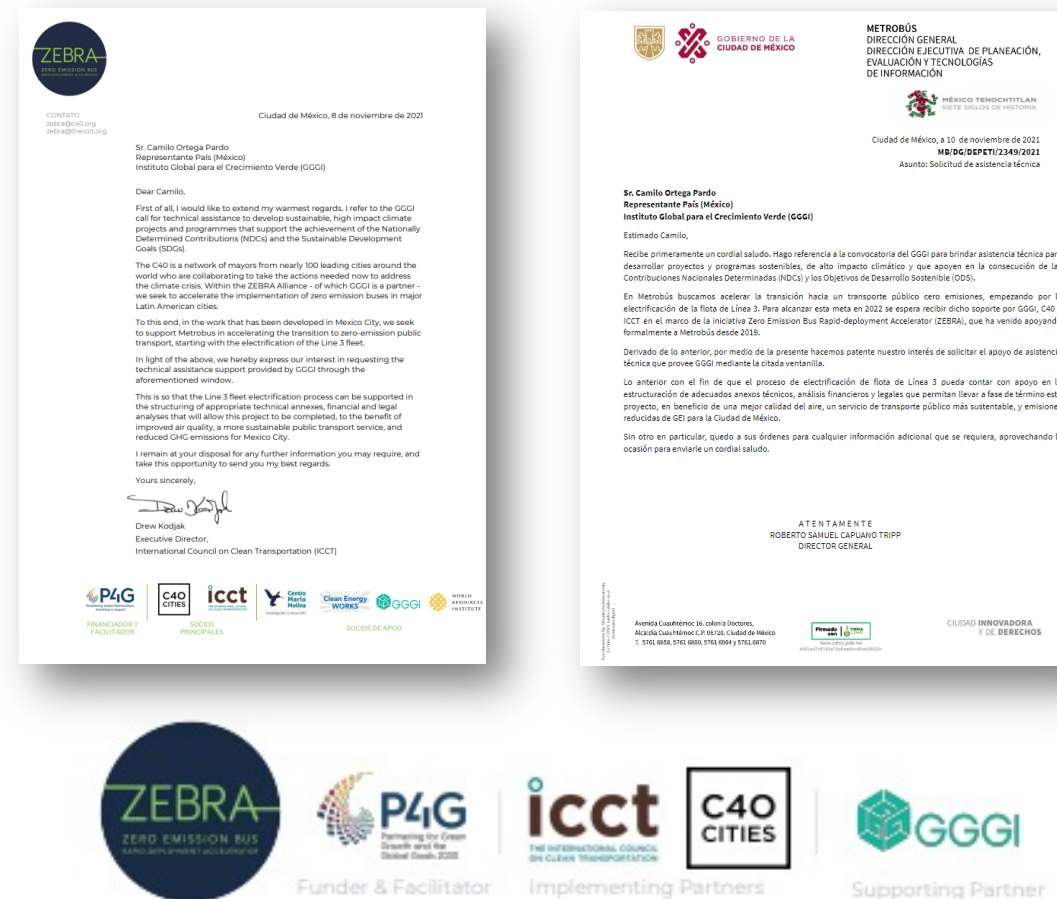 ZEBRA
ZERO EMISSION BUS
RAPID DEPLOYMENT ACCELERATOR
CONTATO
zebra@c40.org
zebra@theicct.org
Ciudad de México, 8 de noviembre de 2021
Sr. Camilo Ortega Pardo
Representante País (México)
Instituto Global para el Crecimiento Verde (GGGI)
Dear Camilo,
First of all, I would like to extend my warmest regards. I refer to the GGGI
call for technical assistance to develop sustainable, high impact climate
projects and programmes that support the achievement of the Nationally
Determined Contributions (NDCs) and the Sustainable Development
Goals (SDGs).
The C40 is a network of mayors from nearly 100 leading cities around the
world who are collaborating to take the actions needed now to address
the climate crisis. Within the ZEBRA Alliance - of which GGGI is a partner -
we seek to accelerate the implementation of zero emission buses in major
Latin American cities.
To this end, in the work that has been developed in Mexico City, we seek
to support Metrobus in accelerating the transition to zero-emission public
transport, starting with the electrification of the Line 3 fleet.
In light of the above, we hereby express our interest in requesting the
technical assistance support provided by GGGI through the
aforementioned window.
This is so that the Line 3 fleet electrification process can be supported in
the structuring of appropriate technical annexes, financial and legal
analyses that will allow this project to be completed, to the benefit of
improved air quality, a more sustainable public transport service, and
reduced GHG emissions for Mexico City.
I remain at your disposal for any further information you may require, and
take this opportunity to send you my best regards.
Yours sincerely,
Drew Kodjak
Executive Director,
International Council on Clean Transportation (ICCT)
P4G
C40
CITIES
icct
Centro
Mario
Molina
Clean Energy
WORKS
GGGI
WORLD
RESOURCES
INSTITUTE
FINANCIADOR Y
FACILITADOR
SOCIOS
PRINCIPALES
SOCIOS DE APOO
GOBIERNO DE LA
CIUDAD DE MÉXICO
METROBÚS
DIRECCIÓN GENERAL
DIRECCIÓN EJECUTIVA DE PLANEACIÓN,
EVALUACIÓN Y TECNOLOGÍAS
DE INFORMACIÓN
MÉXICO TENOCHTITLAN
SIETE SIGLOS DE HISTORIA
Ciudad de México, a 10 de noviembre de 2021
MB/DG/DEPETI/2349/2021
Asunto: Solicitud de asistencia técnica
Sr. Camilo Ortega Pardo
Representante País (México)
Instituto Global para el Crecimiento Verde (GGGI)
Estimado Camilo,
Recibe primeramente un cordial saludo. Hago referencia a la convocatoria del GGGI para brindar asistencia técnica par
desarrollar proyectos y programas sostenibles, de alto impacto climático y que apoyen en la consecución de la
Contribuciones Nacionales Determinadas (NDCs) y los Objetivos de Desarrollo Sostenible (ODS).
En Metrobús buscamos acelerar la transición hacia un transporte público cero emisiones, empezando por l
electrificación de la flota de Línea 3. Para alcanzar esta meta en 2022 se espera recibir dicho soporte por GGGI, C40
ICCT en el marco de la iniciativa Zero Emission Bus Rapid-deployment Accelerator (ZEBRA), que ha venido apoyand
formalmente a Metrobús desde 2019.
Derivado de lo anterior, por medio de la presente hacemos patente nuestro interés de solicitar el apoyo de asistenci
técnica que provee GGGI mediante la citada ventanilla.
Lo anterior con el fin de que el proceso de electrificación de flota de Línea 3 pueda contar con apoyo en l
estructuración de adecuados anexos técnicos, análisis financieros y legales que permitan llevar a fase de término est
proyecto, en beneficio de una mejor calidad del aire, un servicio de transporte público más sustentable, y emisione
reducidas de GEI para la Ciudad de México.
Sin otro en particular, quedo a sus órdenes para cualquier información adicional que se requiera, aprovechando l
ocasión para enviarle un cordial saludo.
ATENTAMENTE
ROBERTO SAMUEL CAPUANO TRIPP
DIRECTOR GENERAL
Avenida Cuauhtémoc 16, colonia Doctores,
Alcaldía Cuauhtémoc C.P. 06720, Ciudad de México
T. 5761 6858, 5761 6860, 5761 6864 y 5761.6870
Firmado
con:
FIRMA
CDMX
CIUDAD INNOVADORA
Y DE DERECHOS
ZEBRA
ZERO EMISSION BUS
RAPID DEPLOYMENT ACCELERATOR
P4G
Partnering for Green
Growth and the
Global Goals 2030
icct
THE INTERNATIONAL COUNCIL
ON CLEAN TRANSPORTATION
C40
CITIES
GGGI
Funder & Facilitator
Implementing Partners
Supporting Partner